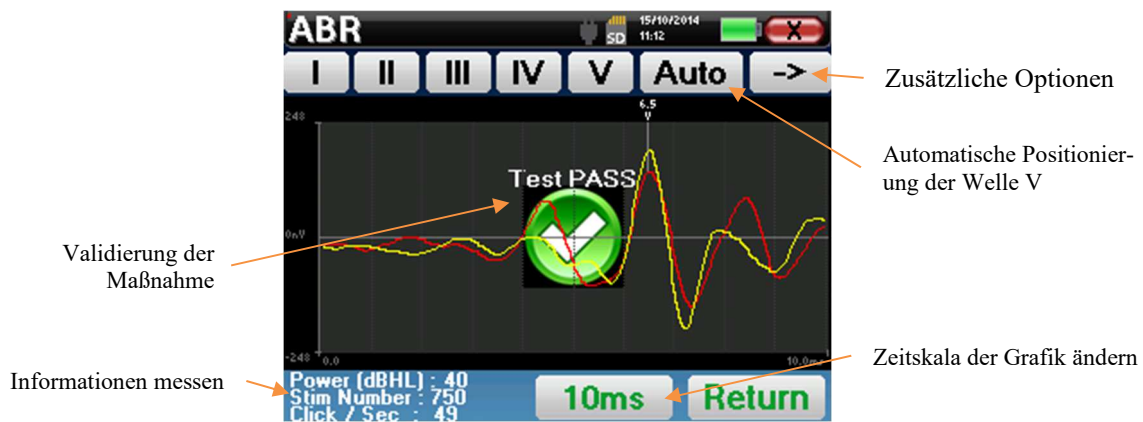 ABR
SD
15/10/2014
11:12
X
I II III IV V Auto ->
Zusätzliche Optionen
6.5
V
248
Automatische Positionier-
ung der Welle V
Test PASS
0nV
Validierung der
Maßnahme
-248
0.0
10.0ms
Zeitskala der Grafik ändern
Informationen messen
Power (dBHL) : 40
Stim Number : 750
Click / Sec : 49
10ms
Return